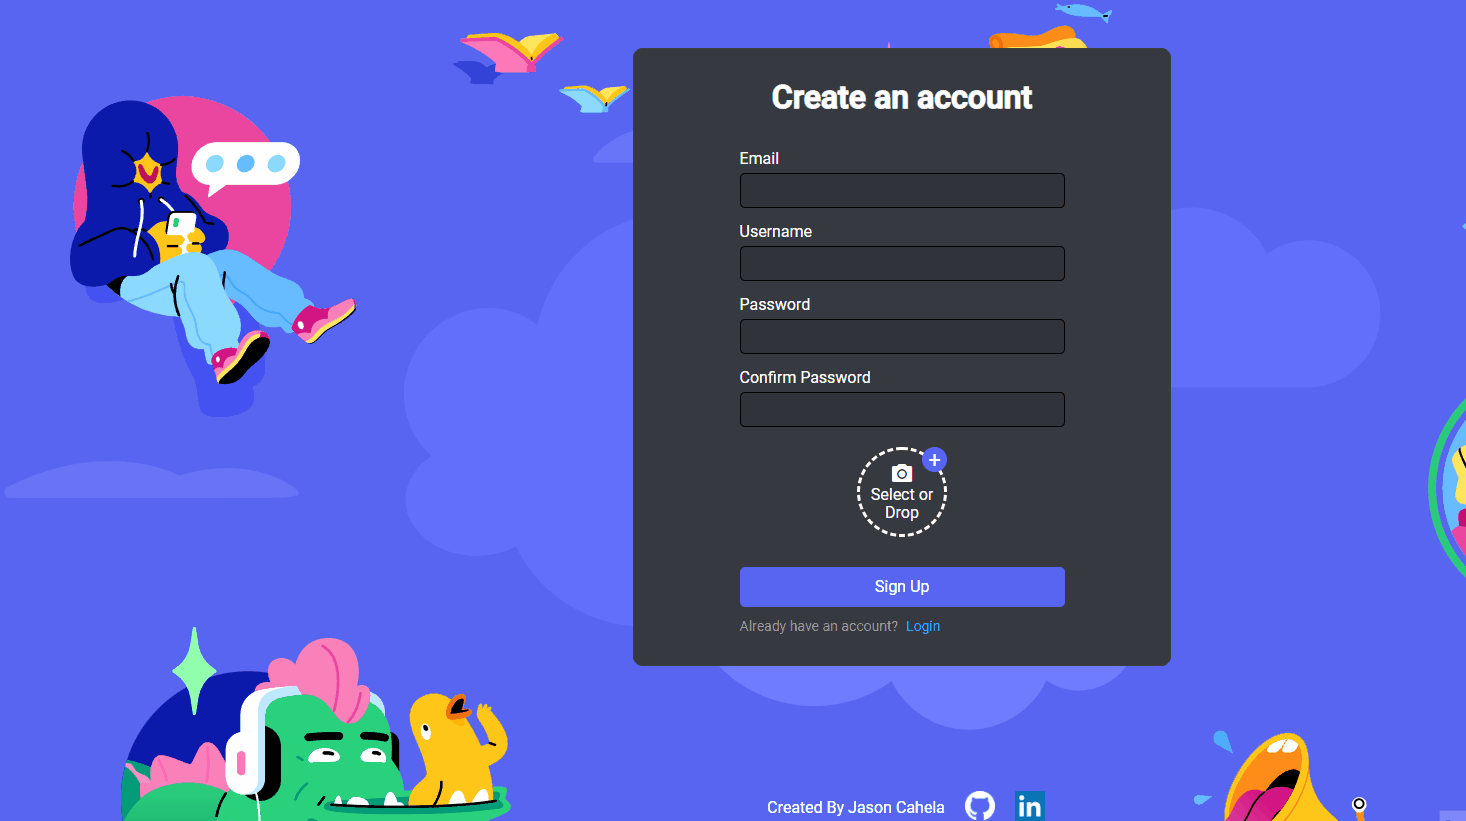 Create an account
Email
Username
Password
Confirm Password
Select or
Drop
Sign Up
Already have an account? Login
Created By Jason Cahela
in